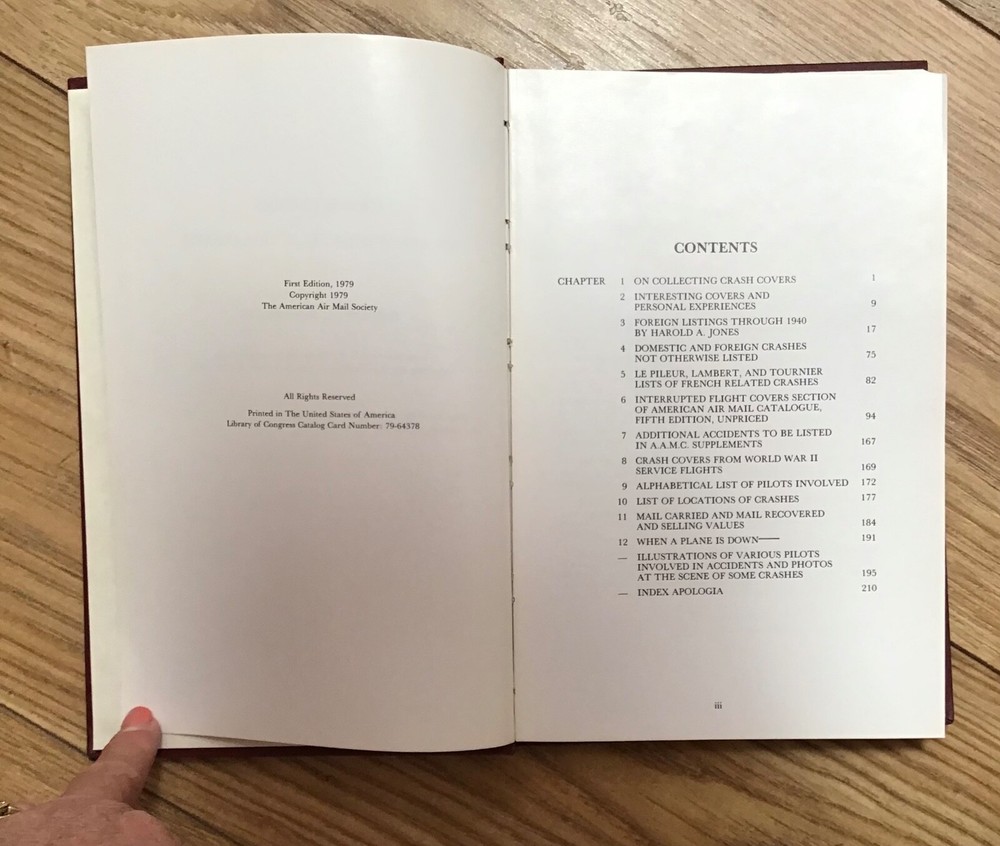 First Edition, 1979
Copyright 1979
The American Air Mail Society
All Rights Reserved
Printed in The United States of America
Library of Congress Catalog Card Number: 79-64378
CONTENTS
CHAPTER 1 ON COLLECTING CRASH COVERS 1
2 INTERESTING COVERS AND
PERSONAL EXPERIENCES 9
3 FOREIGN LISTINGS THROUGH 1940
BY HAROLD A. JONES 17
4 DOMESTIC AND FOREIGN CRASHES
NOT OTHERWISE LISTED 75
5 LE PILEUR, LAMBERT, AND TOURNIER
LISTS OF FRENCH RELATED CRASHES 82
6 INTERRUPTED FLIGHT COVERS SECTION
OF AMERICAN AIR MAIL CATALOGUE,
FIFTH EDITION, UNPRICED 94
7 ADDITIONAL ACCIDENTS TO BE LISTED
IN A.A.M.C. SUPPLEMENTS 167
8 CRASH COVERS FROM WORLD WAR II
SERVICE FLIGHTS 169
9 ALPHABETICAL LIST OF PILOTS INVOLVED 172
10 LIST OF LOCATIONS OF CRASHES 177
11 MAIL CARRIED AND MAIL RECOVERED
AND SELLING VALUES 184
12 WHEN A PLANE IS DOWN— 191
— ILLUSTRATIONS OF VARIOUS PILOTS
INVOLVED IN ACCIDENTS AND PHOTOS
AT THE SCENE OF SOME CRASHES 195
— INDEX APOLOGIA 210
iii